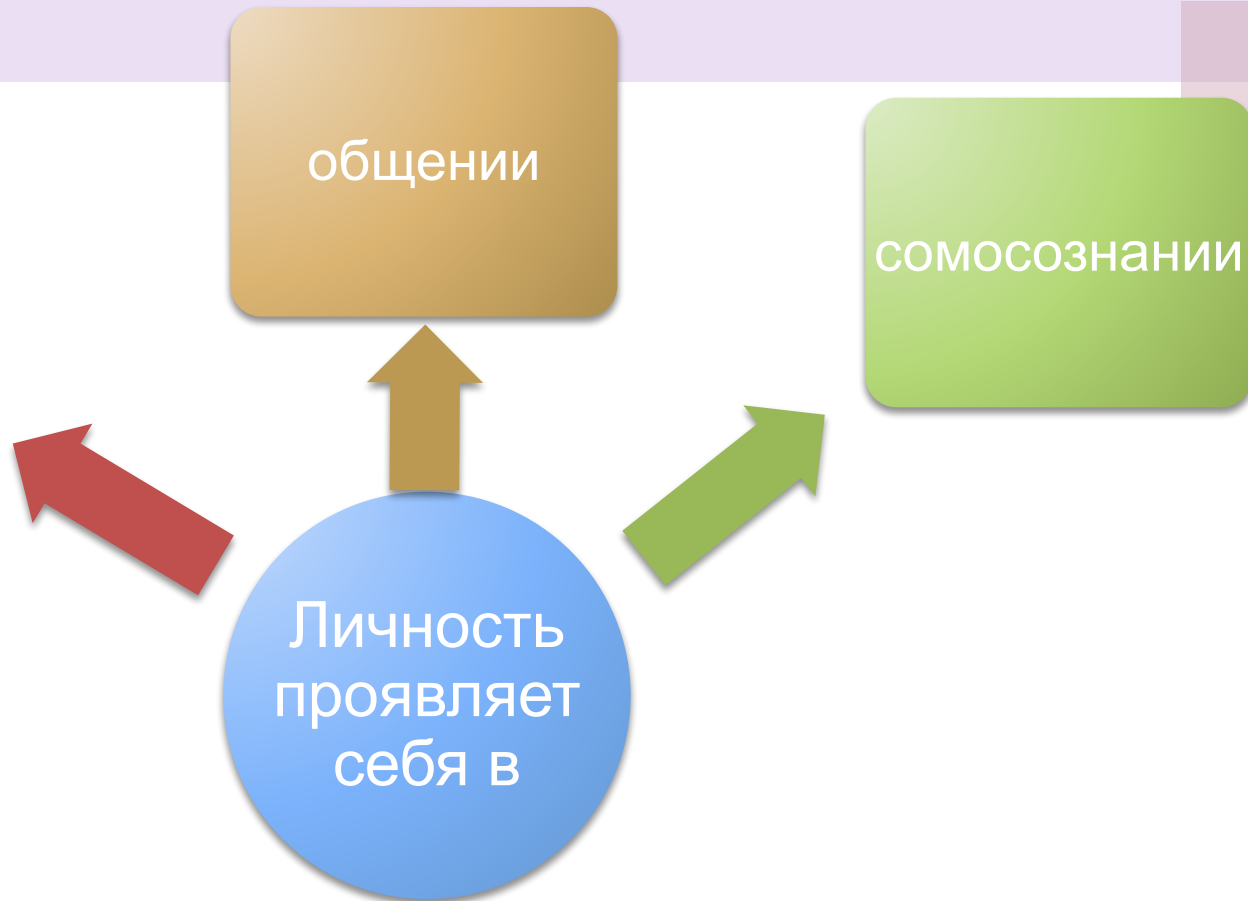 общении
сомосознании
Личность
проявляет
себя в